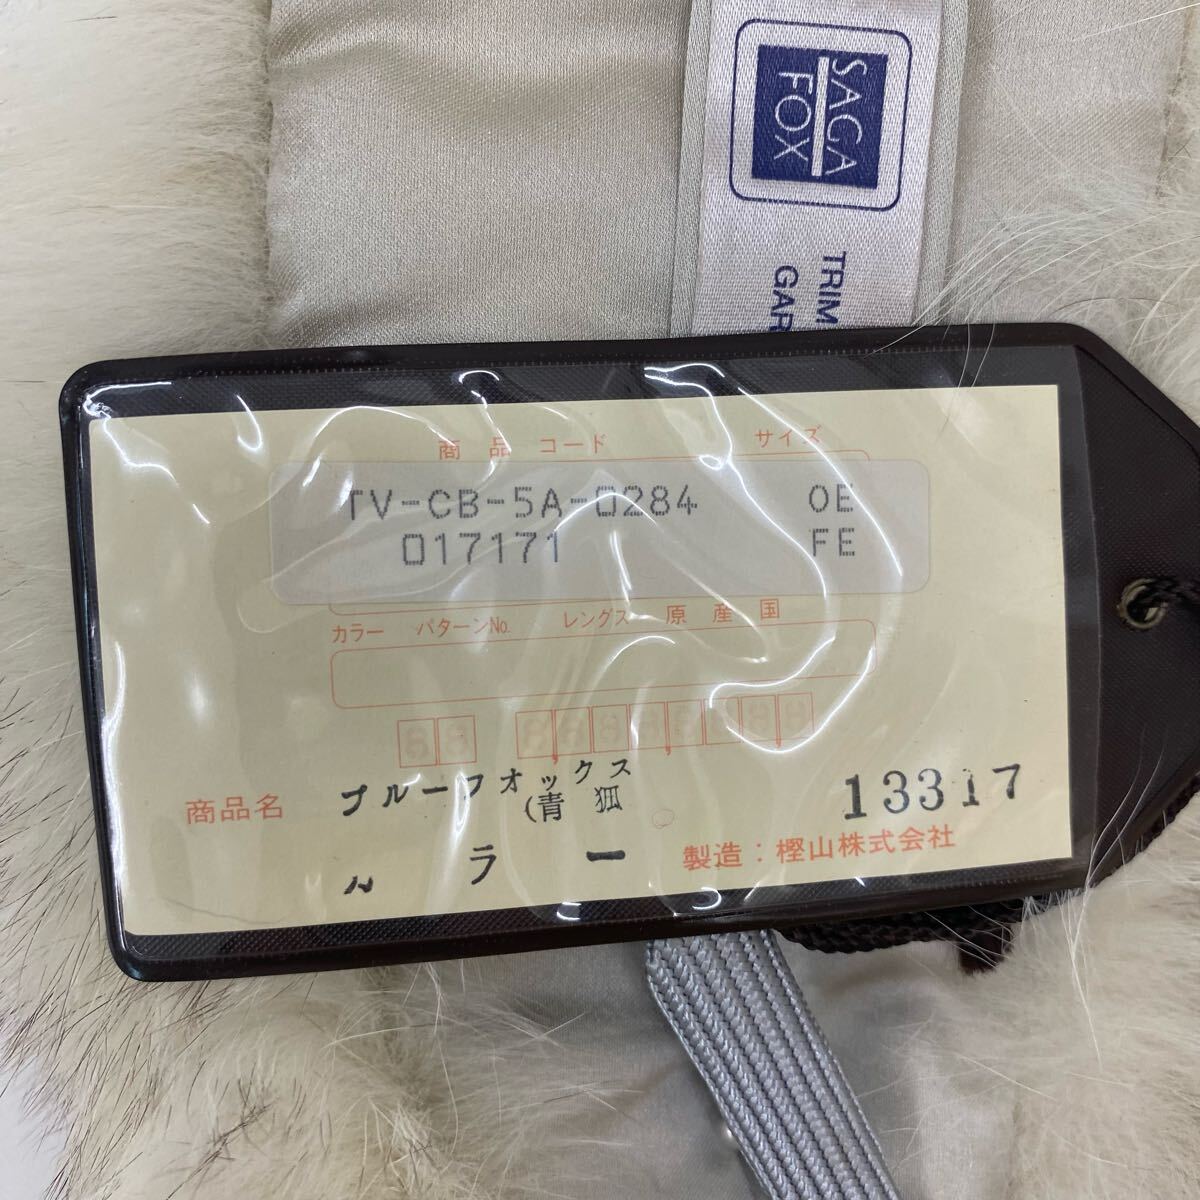 SAGA
FOX
TRIM
GAR
商品コード サイズ
TV-CB-5A-0284 OE
017171 FE
カラー パターンNo. レングス 原産国
商品名 ブルーフォックス
(青狐
カラー
13317
製造：樫山株式会社